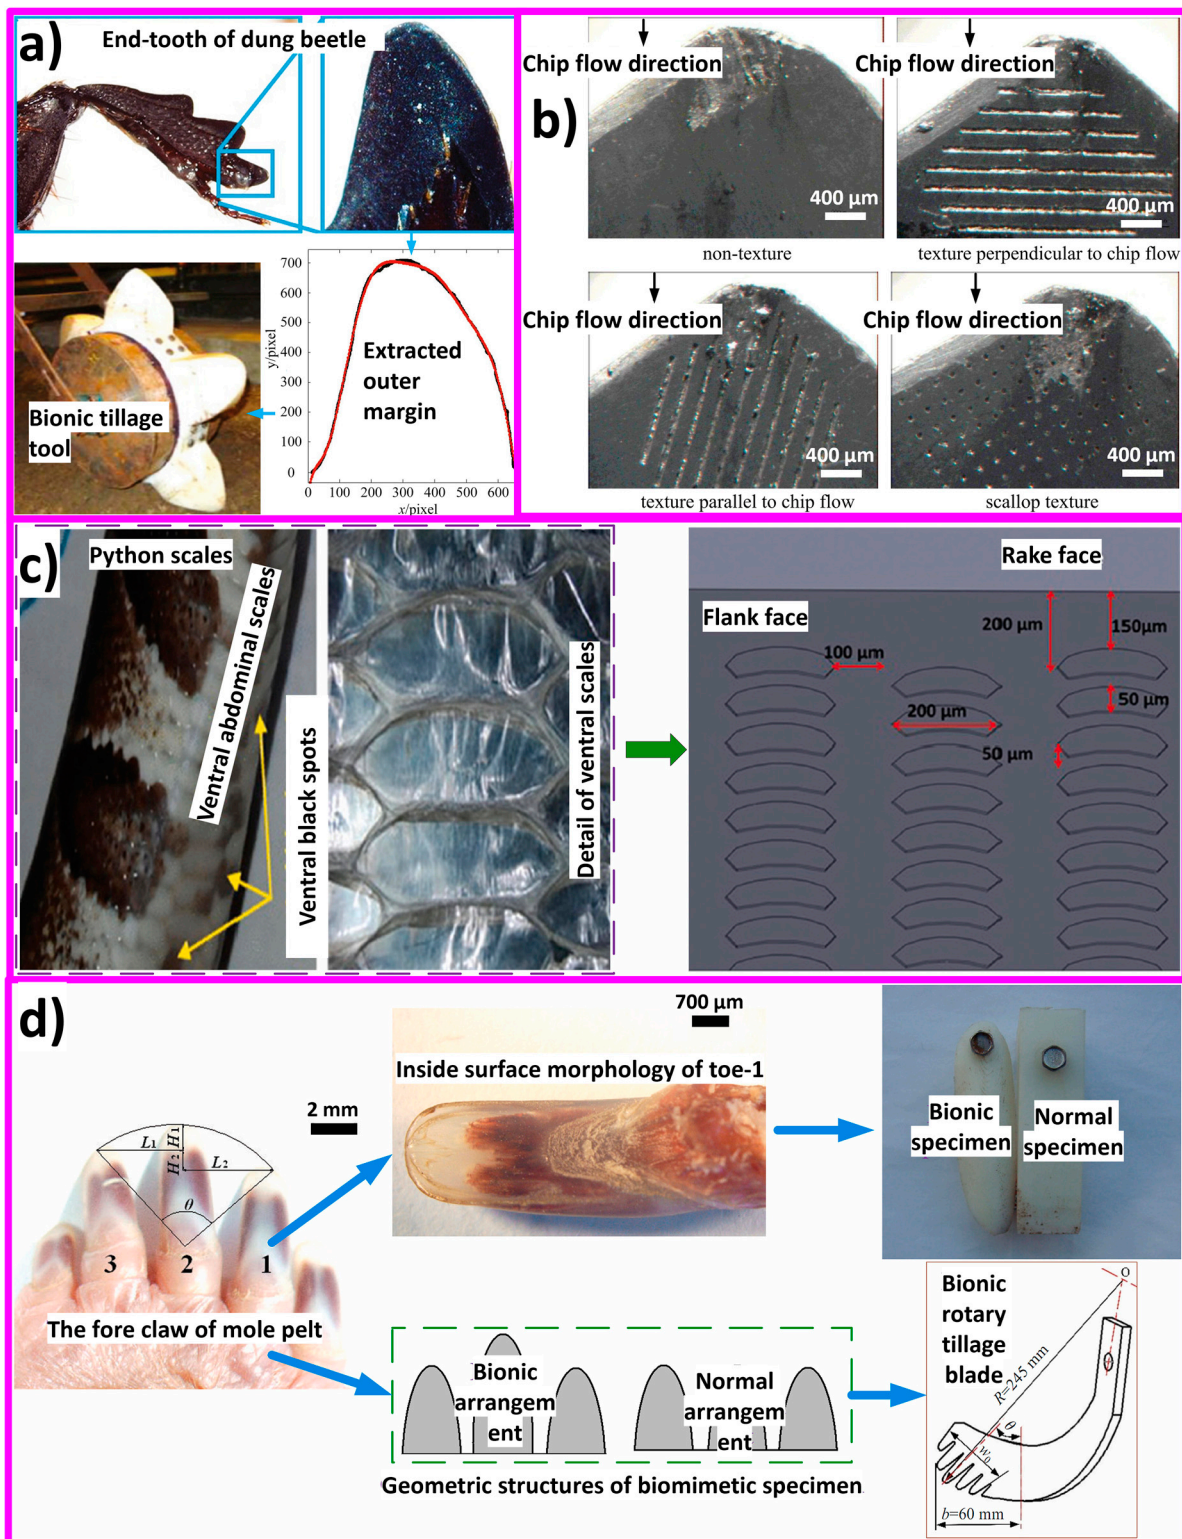 a)
End-tooth of dung beetle
700
600
500
400
300
200
100
0
y/pixel
Extracted
outer
margin
0 100 200 300 400 500 600
x/pixel
Bionic tillage
tool
b)
Chip flow direction
400 μm
non-texture
Chip flow direction
400 μm
texture perpendicular to chip flow
Chip flow direction
400 μm
texture parallel to chip flow
Chip flow direction
400 μm
scallop texture
c)
Python scales
Ventral abdominal scales
Ventral black spots
Detail of ventral scales
Rake face
Flank face
200 μm
150μm
100 μm
50 μm
200 μm
50 μm
d)
700 μm
Inside surface morphology of toe-1
2 mm
L1
H1
H2
L2
θ
3 2 1
The fore claw of mole pelt
Bionic
specimen
Normal
specimen
Bionic
arrangem
ent
Normal
arrangem
ent
Geometric structures of biomimetic specimen
Bionic
rotary
tillage
blade
O
R=245 mm
θ
w0
b=60 mm